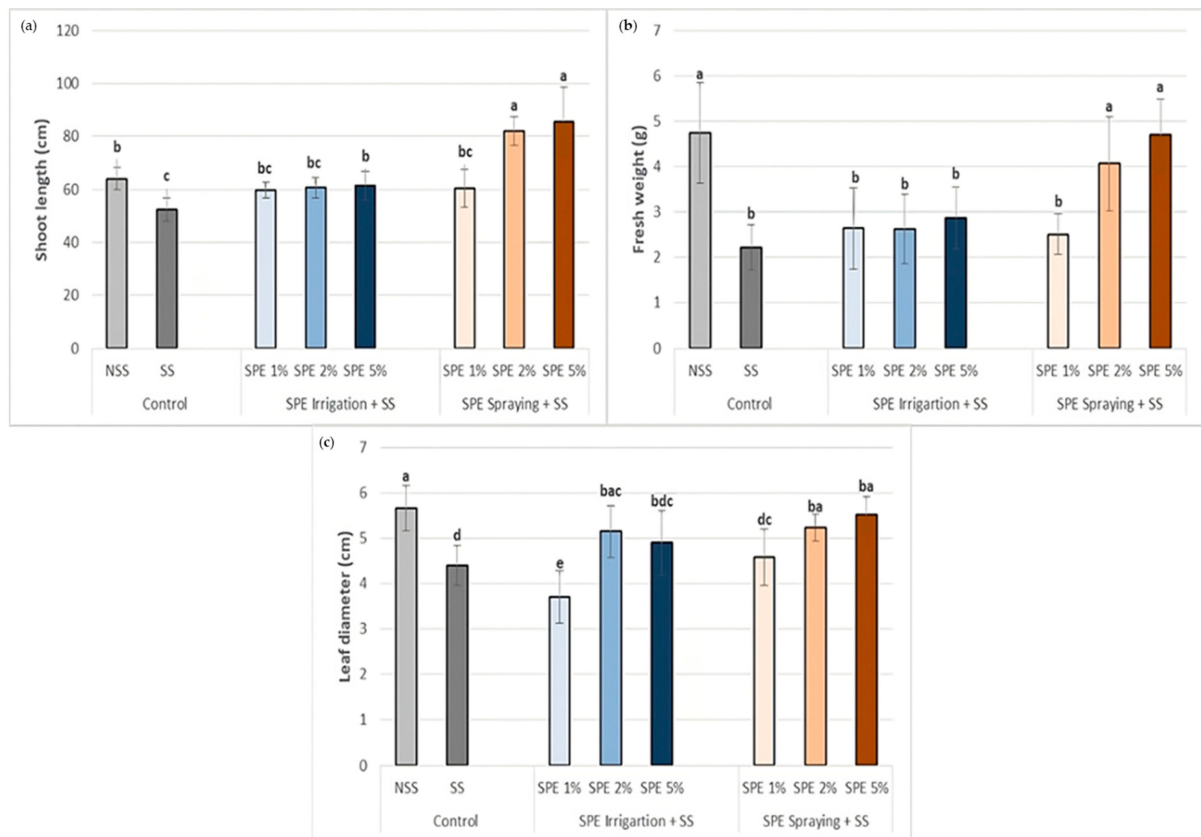 (a)
120
100
80
60
40
20
0
Shoot length (cm)
b
c
bc
bc
b
bc
a
a
NSS SS SPE 1% SPE 2% SPE 5% SPE 1% SPE 2% SPE 5%
Control SPE Irrigation + SS SPE Spraying + SS
(b)
7
6
5
4
3
2
1
0
Fresh weight (g)
a
b
b
b
b
b
a
a
NSS SS SPE 1% SPE 2% SPE 5% SPE 1% SPE 2% SPE 5%
Control SPE Irrigartion + SS SPE Spraying + SS
(c)
7
6
5
4
3
2
1
0
Leaf diameter (cm)
a
d
e
bac
bdc
dc
ba
ba
NSS SS SPE 1% SPE 2% SPE 5% SPE 1% SPE 2% SPE 5%
Control SPE Irrigartion + SS SPE Spraying + SS